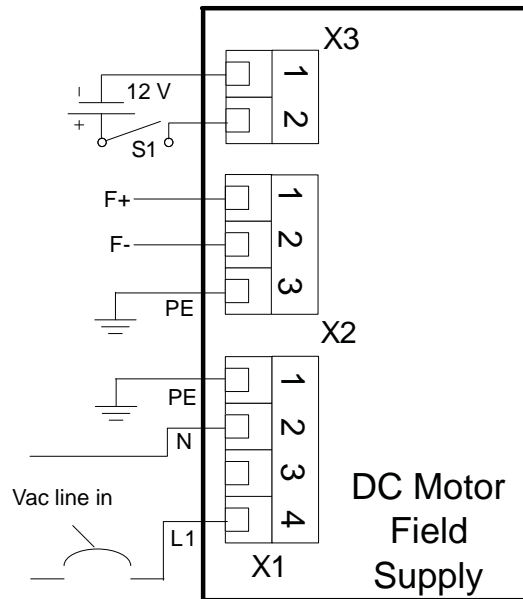 X3
−
12 V
+
S1
1
2
F+
F-
PE
1
2
3
X2
PE
N
Vac line in
L1
1
2
3
4
X1
DC Motor
Field
Supply